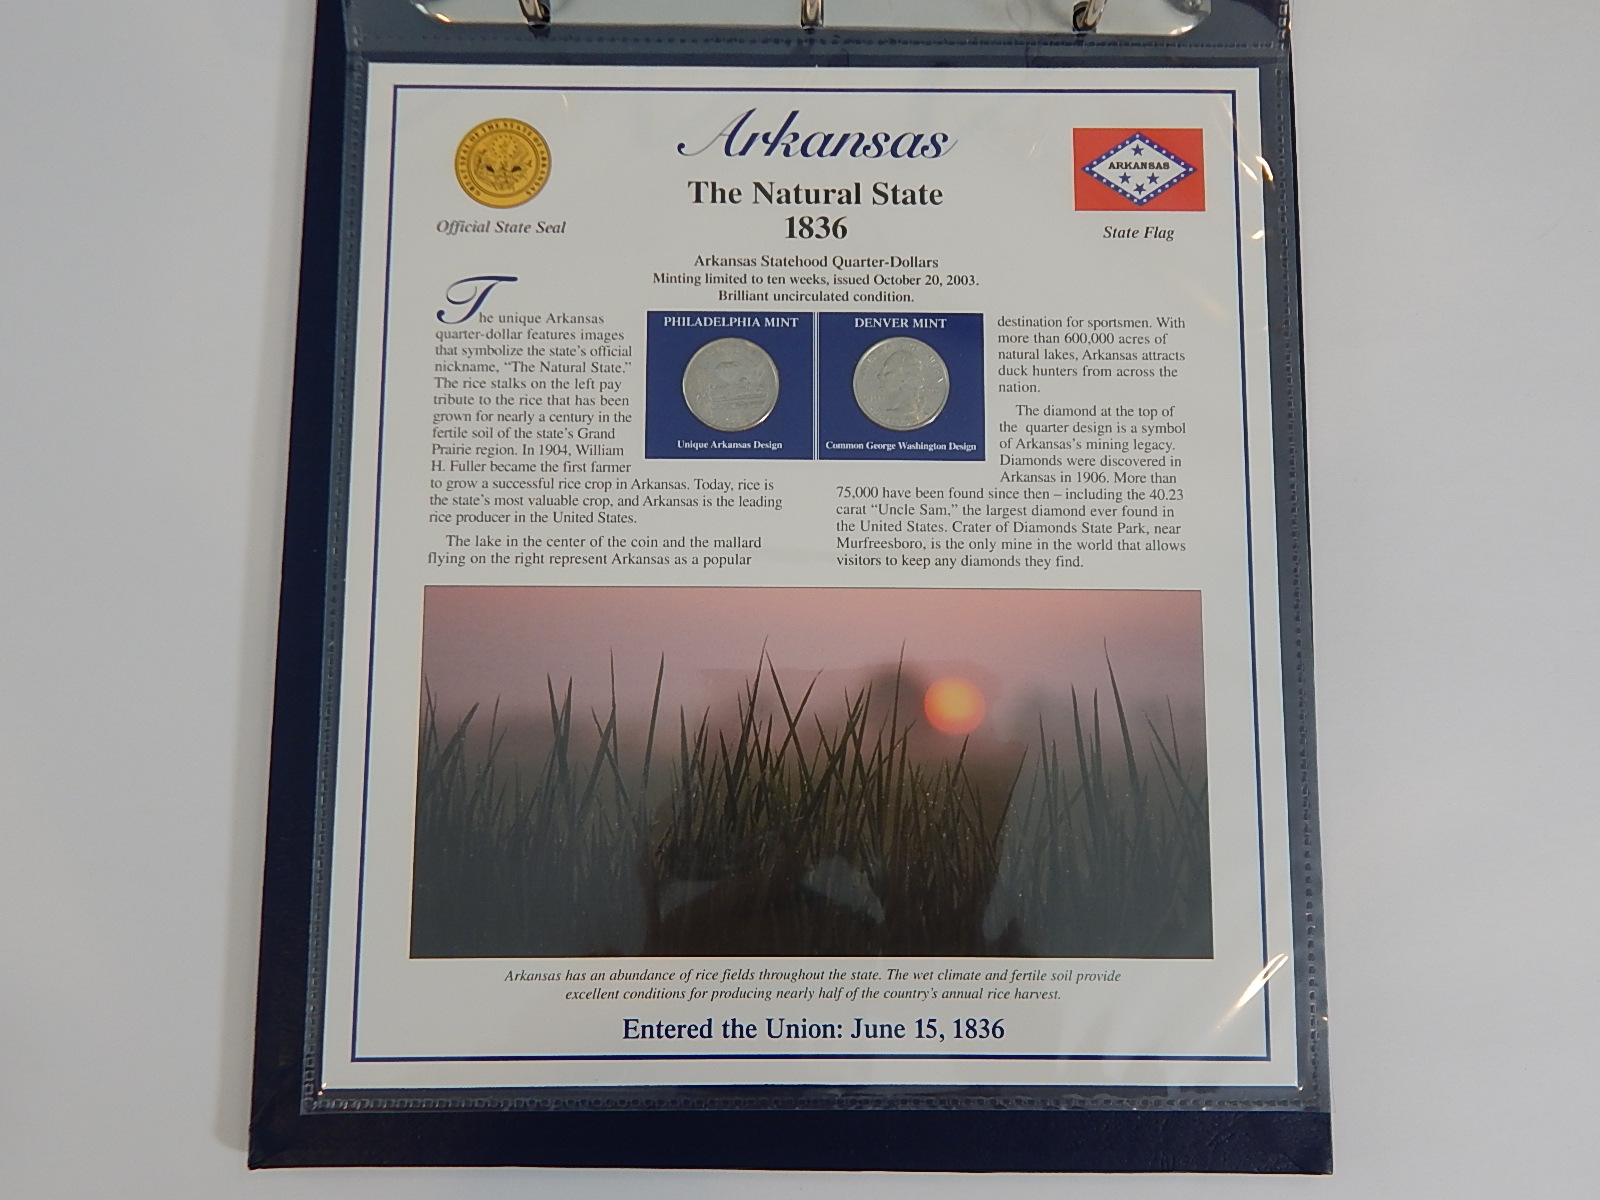 Arkansas
The Natural State
1836
Official State Seal
ARKANSAS
State Flag
Arkansas Statehood Quarter-Dollars
Minting limited to ten weeks, issued October 20, 2003.
Brilliant uncirculated condition.
The unique Arkansas
quarter-dollar features images
that symbolize the state's official
nickname, "The Natural State."
The rice stalks on the left pay
tribute to the rice that has been
grown for nearly a century in the
fertile soil of the state's Grand
Prairie region. In 1904, William
H. Fuller became the first farmer
to grow a successful rice crop in Arkansas. Today, rice is
the state's most valuable crop, and Arkansas is the leading
rice producer in the United States.
The lake in the center of the coin and the mallard
flying on the right represent Arkansas as a popular
PHILADELPHIA MINT
Unique Arkansas Design
DENVER MINT
Common George Washington Design
destination for sportsmen. With
more than 600,000 acres of
natural lakes, Arkansas attracts
duck hunters from across the
nation.
The diamond at the top of
the quarter design is a symbol
of Arkansas's mining legacy.
Diamonds were discovered in
Arkansas in 1906. More than
75,000 have been found since then – including the 40.23
carat "Uncle Sam," the largest diamond ever found in
the United States. Crater of Diamonds State Park, near
Murfreesboro, is the only mine in the world that allows
visitors to keep any diamonds they find.
Arkansas has an abundance of rice fields throughout the state. The wet climate and fertile soil provide
excellent conditions for producing nearly half of the country's annual rice harvest.
Entered the Union: June 15, 1836